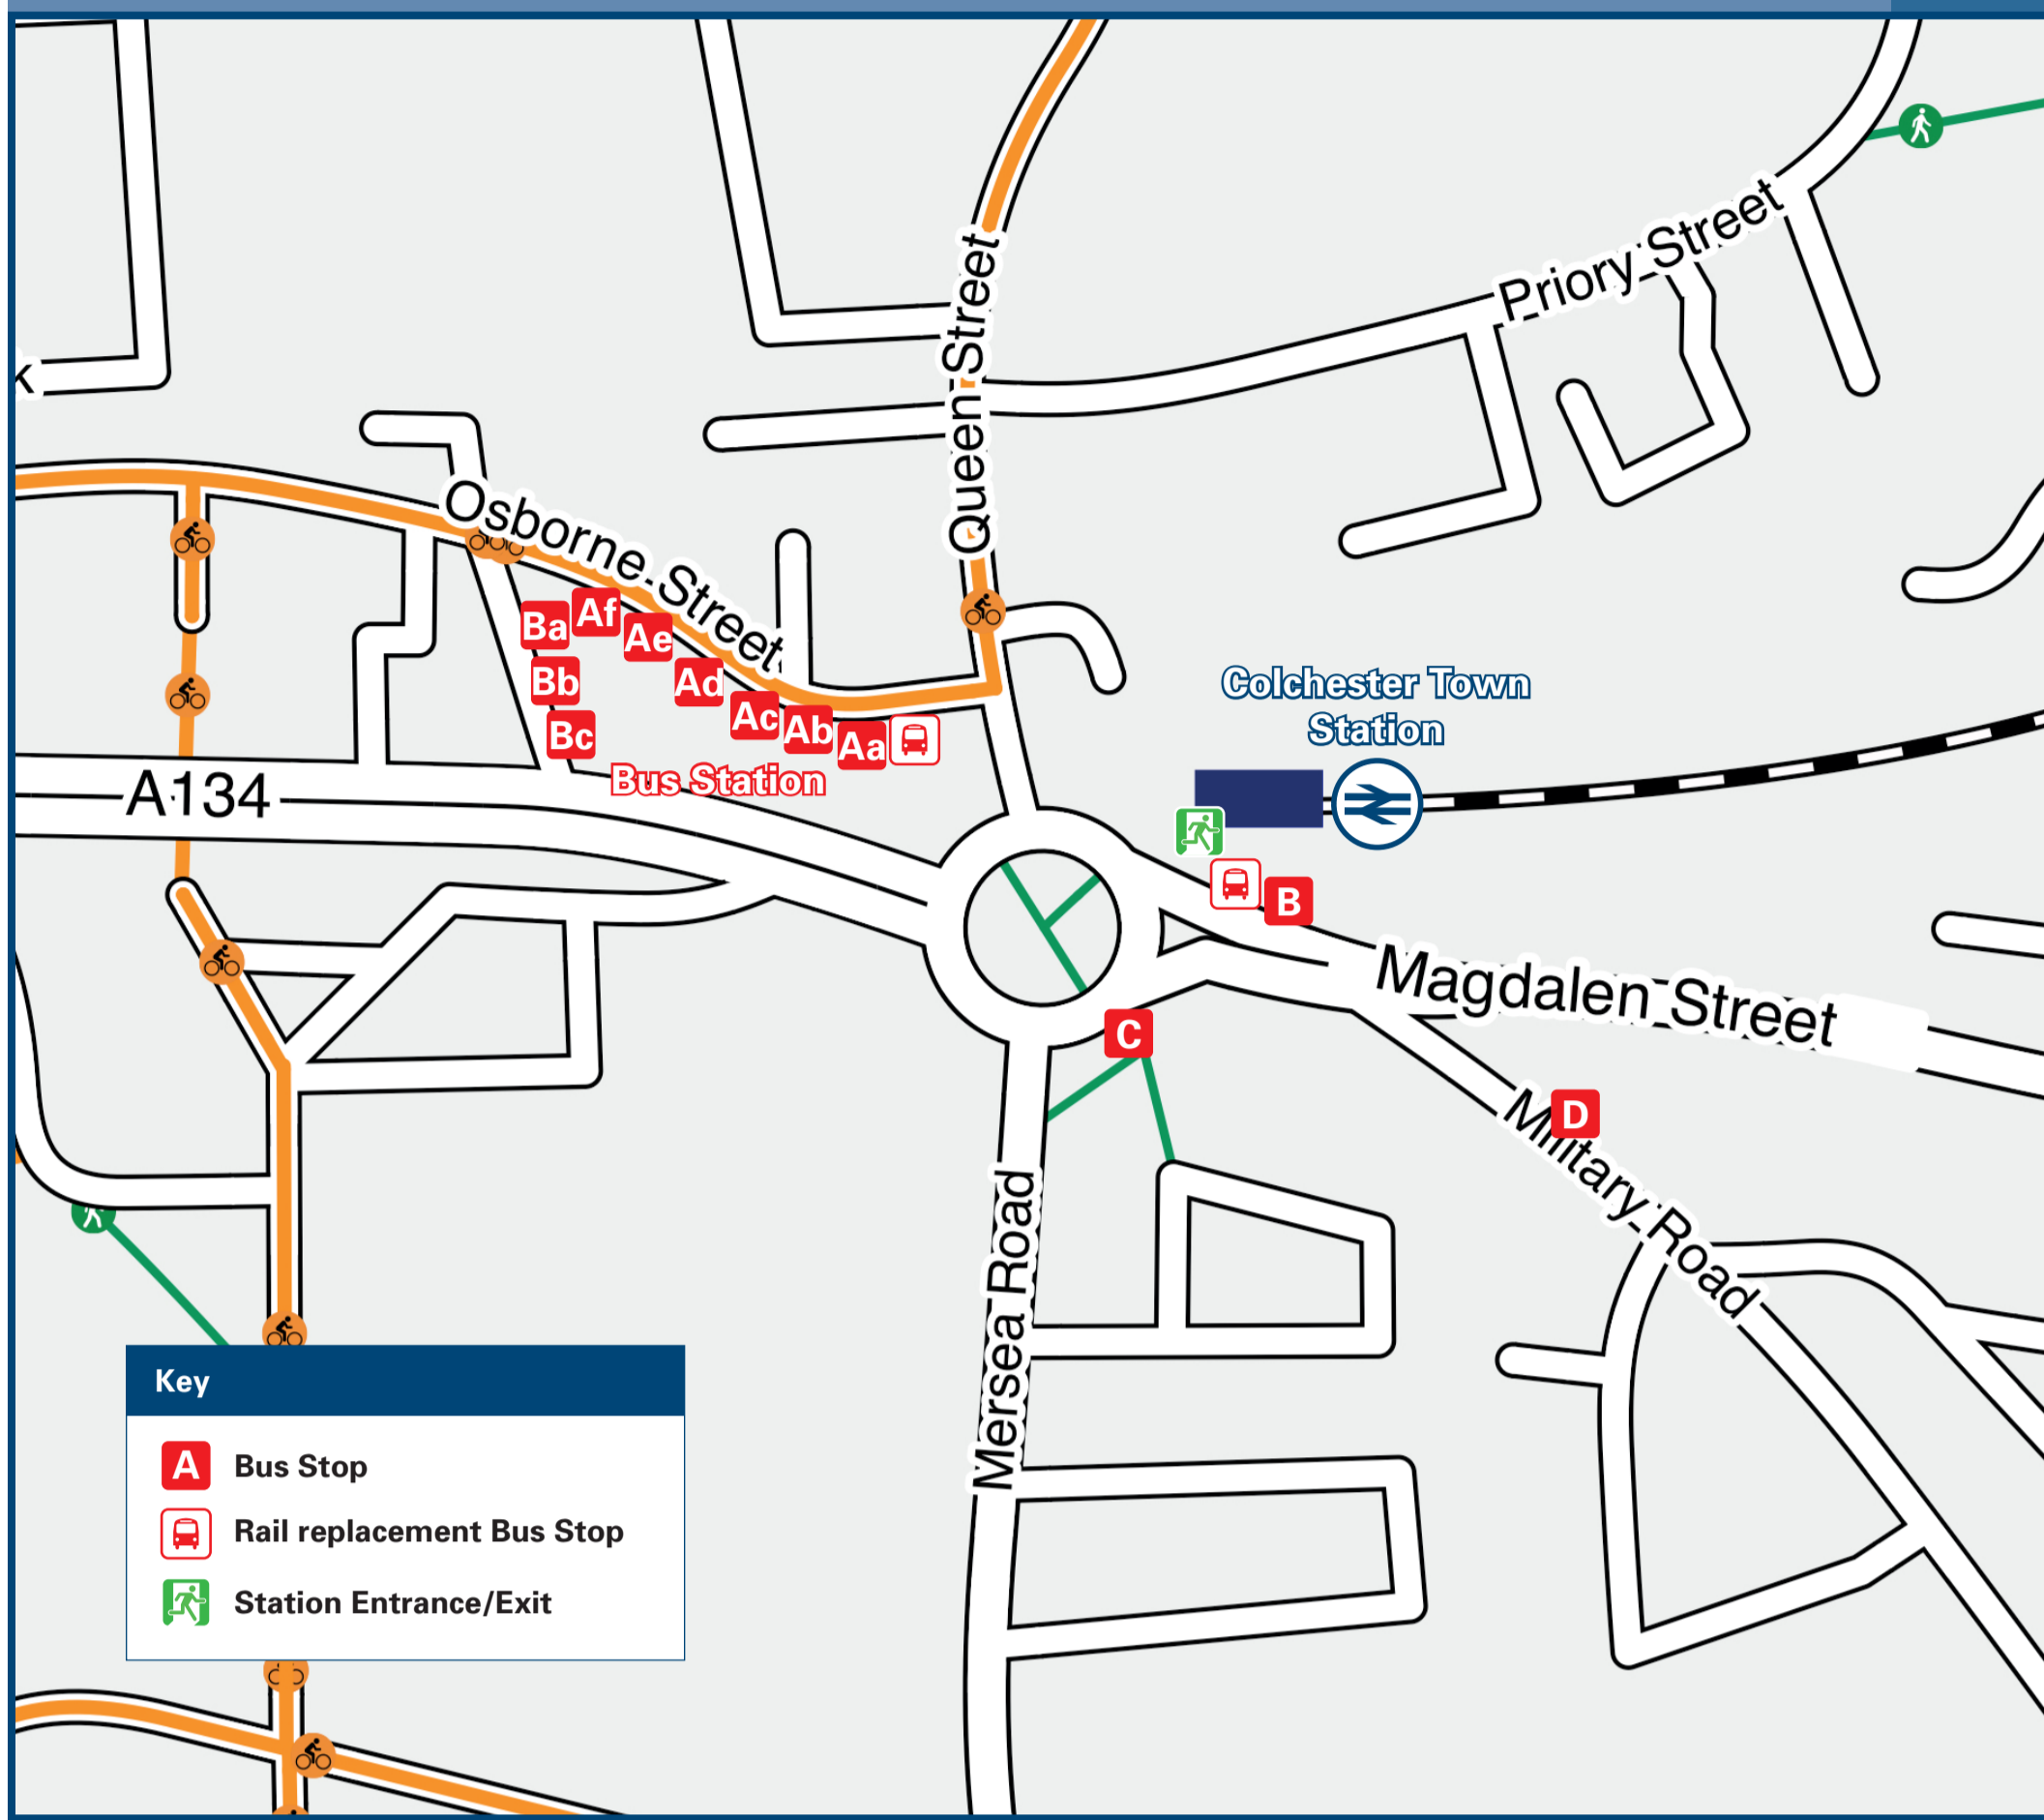 Queen Street
Priory Street
k
Osborne Street
Ba
Af
Ae
Bb
Ad
Ac
Ab
Aa
Bc
Bus Station
Colchester Town
Station
A134
B
Magdalen Street
C
D
Military Road
Mersea Road
Key
A Bus Stop
Rail replacement Bus Stop
Station Entrance/Exit